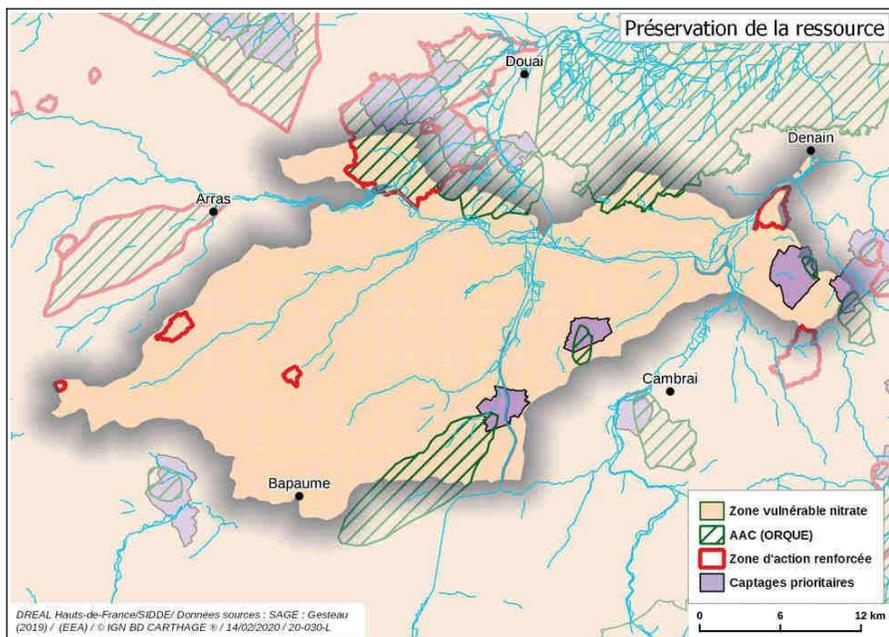 Préservation de la ressource
Douai
Denain
Arras
Cambrai
Bapaume
Zone vulnérable nitrate
AAC (ORQUE)
Zone d'action renforcée
Captages prioritaires
DREAL Hauts-de-France/SIDDE/ Données sources : SAGE : Gesteau
(2019) / (EEA) / © IGN BD CARTHAGE ® / 14/02/2020 / 20-030-L
0 6 12 km